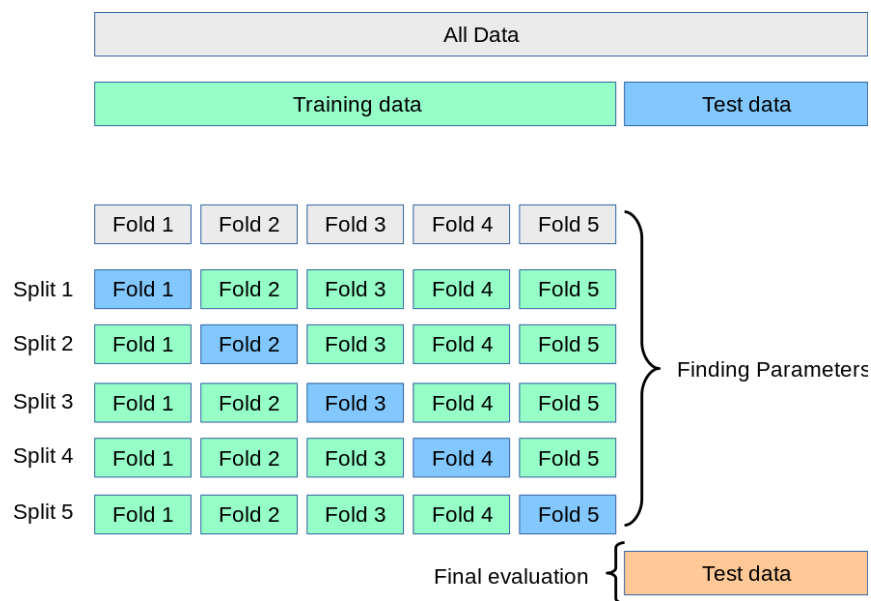 All Data
Training data Test data
Fold 1 Fold 2 Fold 3 Fold 4 Fold 5
Split 1 Fold 1 Fold 2 Fold 3 Fold 4 Fold 5
Split 2 Fold 1 Fold 2 Fold 3 Fold 4 Fold 5
Finding Parameters
Split 3 Fold 1 Fold 2 Fold 3 Fold 4 Fold 5
Split 4 Fold 1 Fold 2 Fold 3 Fold 4 Fold 5
Split 5 Fold 1 Fold 2 Fold 3 Fold 4 Fold 5
Final evaluation Test data